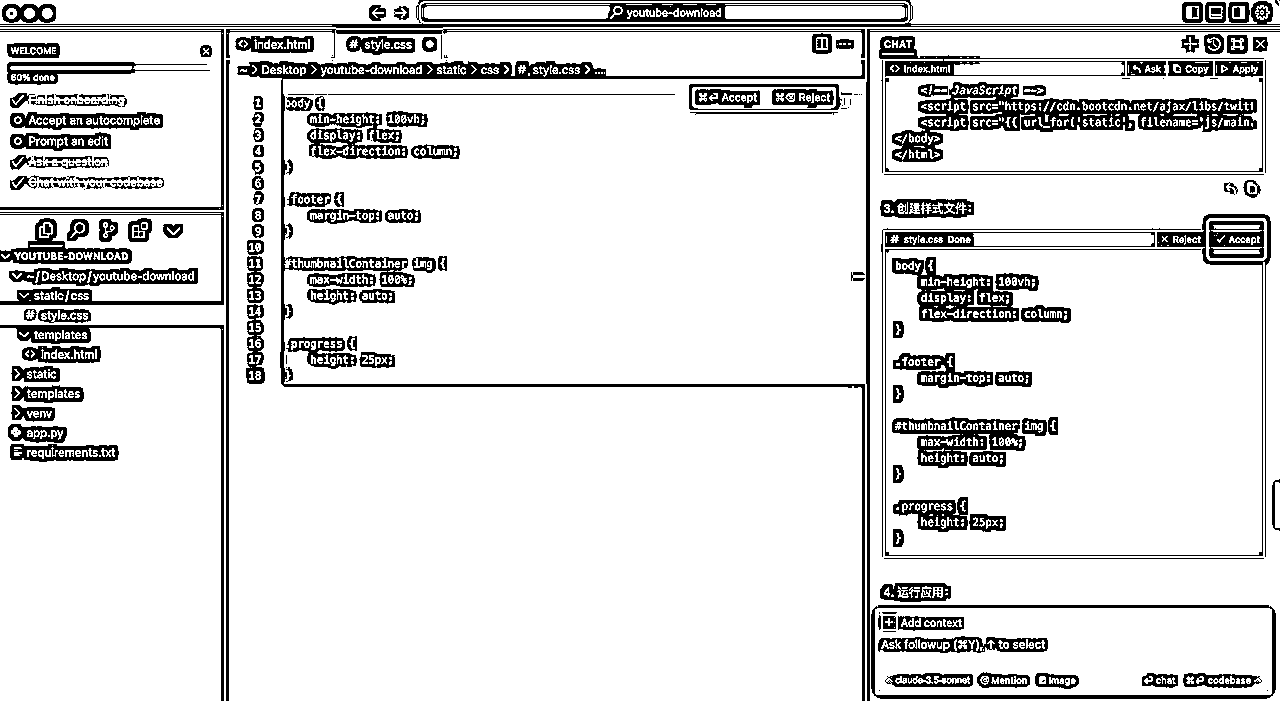 youtube-download
WELCOME
60% done
Finish onboarding
Accept an autocomplete
Prompt an edit
Ask a question
Chat with your codebase
YOUTUBE-DOWNLOAD
~/Desktop/youtube-download
static/css
# style.css
templates
index.html
static
templates
venv
app.py
requirements.txt
index.html
# style.css
~ > Desktop > youtube-download > static > css > # style.css > ...
⌘⏎ Accept ⌘⌫ Reject
1 body {
2 min-height: 100vh;
3 display: flex;
4 flex-direction: column;
5 }
6
7 .footer {
8 margin-top: auto;
9 }
10
11 #thumbnailContainer img {
12 max-width: 100%;
13 height: auto;
14 }
15
16 .progress {
17 height: 25px;
18 }
CHAT
index.html Ask Copy Apply
<!-- JavaScript -->
<script src="https://cdn.bootcdn.net/ajax/libs/twitt
<script src="{{ url_for('static', filename='js/main.
</body>
</html>
3. 创建样式文件:
# style.css Done Reject Accept
body {
min-height: 100vh;
display: flex;
flex-direction: column;
}
.footer {
margin-top: auto;
}
#thumbnailContainer img {
max-width: 100%;
height: auto;
}
.progress {
height: 25px;
}
4. 运行应用:
+ Add context
Ask followup (⌘Y), ↑ to select
claude-3.5-sonnet @ Mention Image
chat ⌘⏎ codebase